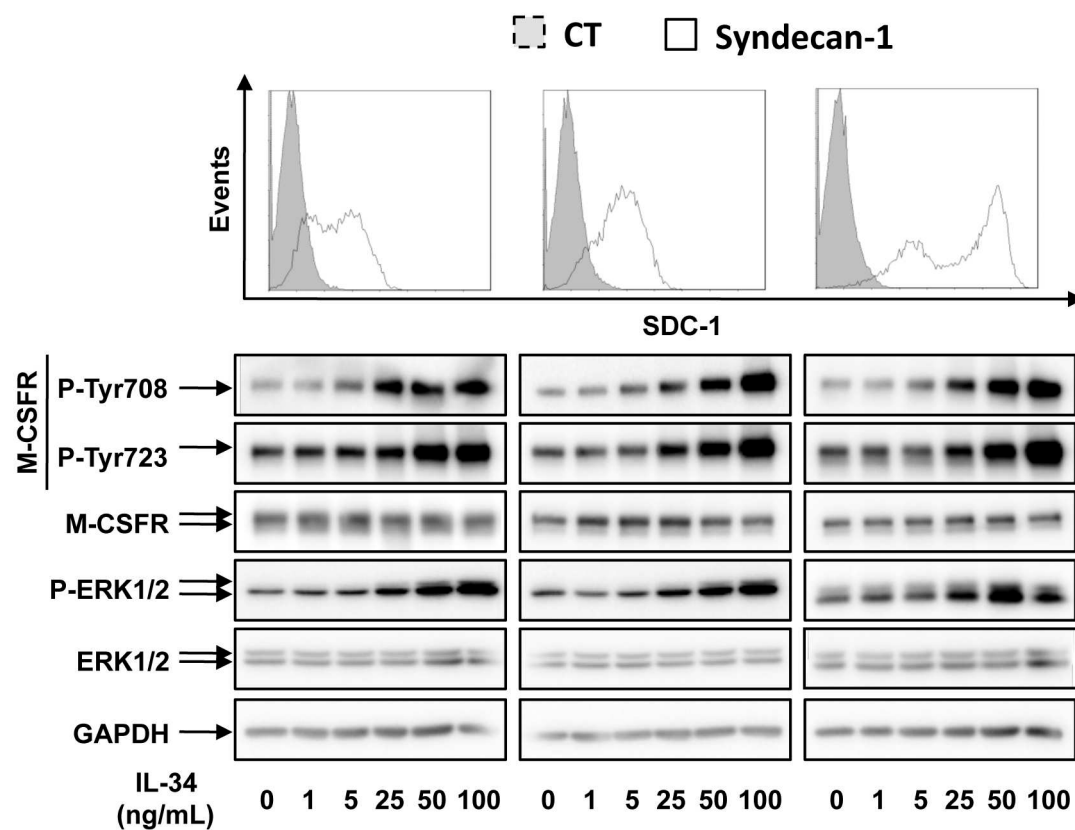 CT Syndecan-1
Events
SDC-1
M-CSFR
P-Tyr708
P-Tyr723
M-CSFR
P-ERK1/2
ERK1/2
GAPDH
IL-34
(ng/mL)
0 1 5 25 50 100 0 1 5 25 50 100 0 1 5 25 50 100